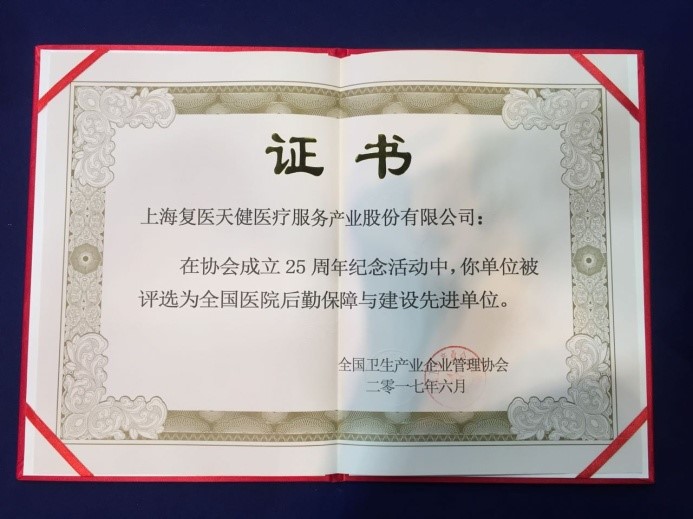 证书
上海复医天健医疗服务产业股份有限公司：
在协会成立25周年纪念活动中，你单位被
评选为全国医院后勤保障与建设先进单位。
全国卫生产业企业管理协会
二零一七年六月